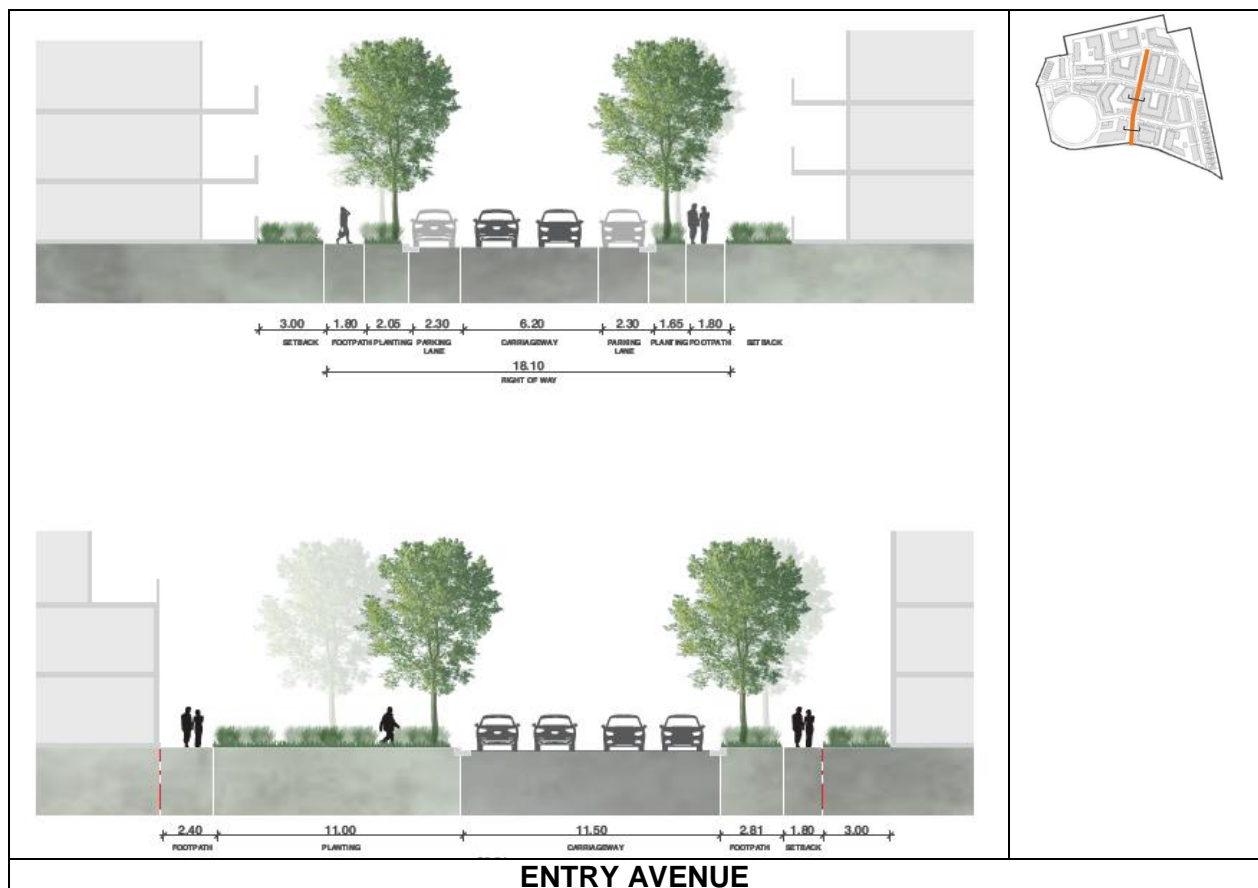 3.00 1.80 2.05 2.30 6.20 2.30 1.65 1.80
SETBACK FOOTPATH PLANTING PARKING LANE CARRIAGEWAY PARKING LANE PLANTING FOOTPATH SETBACK
18.10
RIGHT OF WAY
2.40 11.00 11.50 2.81 1.80 3.00
FOOTPATH PLANTING CARRIAGEWAY FOOTPATH SETBACK
ENTRY AVENUE